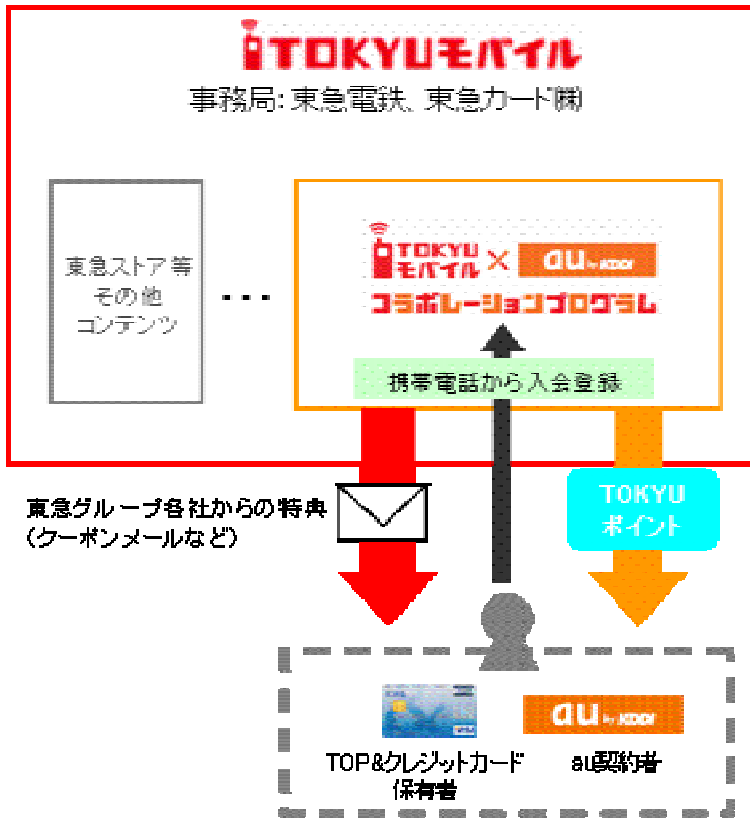 TOKYUモバイル
事務局:東急電鉄、東急カード㈱
東急ストア等
その他
コンテンツ
・・・
TOKYU
モバイル
×
au by KDDI
コラボレーションプログラム
携帯電話から入会登録
東急グループ各社からの特典
（クーポンメールなど）
TOKYU
ポイント
au by KDDI
TOP&クレジットカード
保有者
au契約者